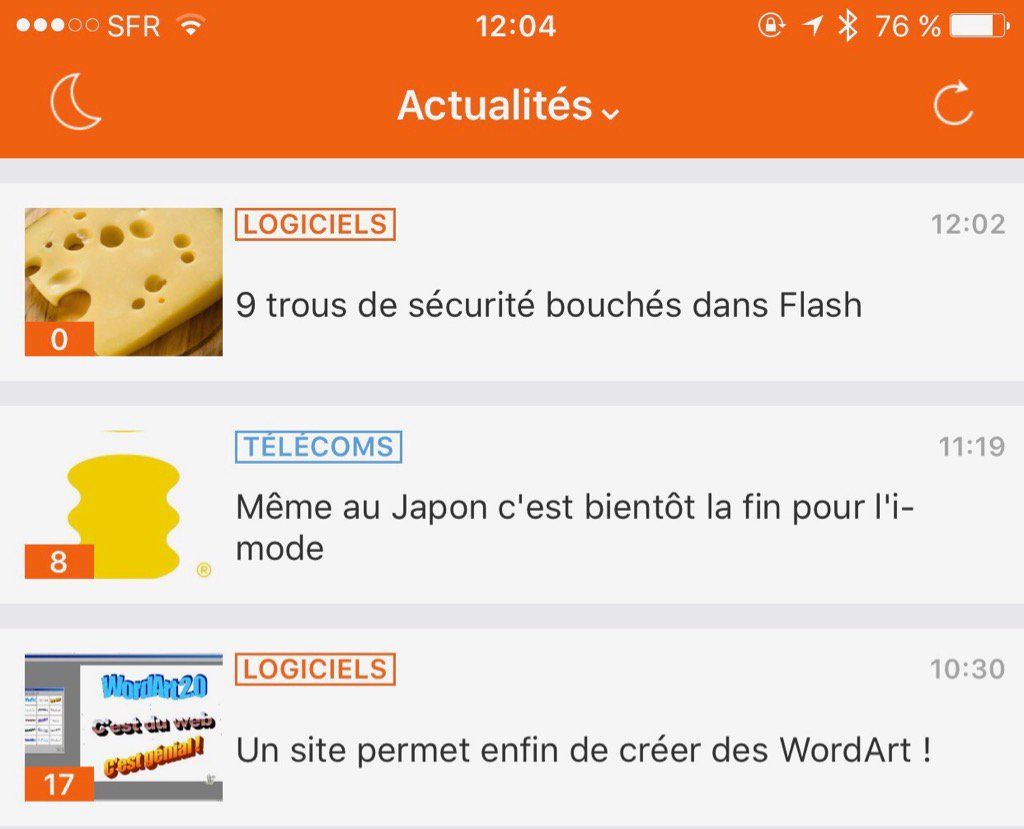 SFR 12:04 76 %
Actualités
LOGICIELS 12:02
9 trous de sécurité bouchés dans Flash
0
TÉLÉCOMS 11:19
Même au Japon c'est bientôt la fin pour l'i-
mode
8
®
LOGICIELS 10:30
WordArt2.0
C'est du web
C'est génial !
Un site permet enfin de créer des WordArt !
17